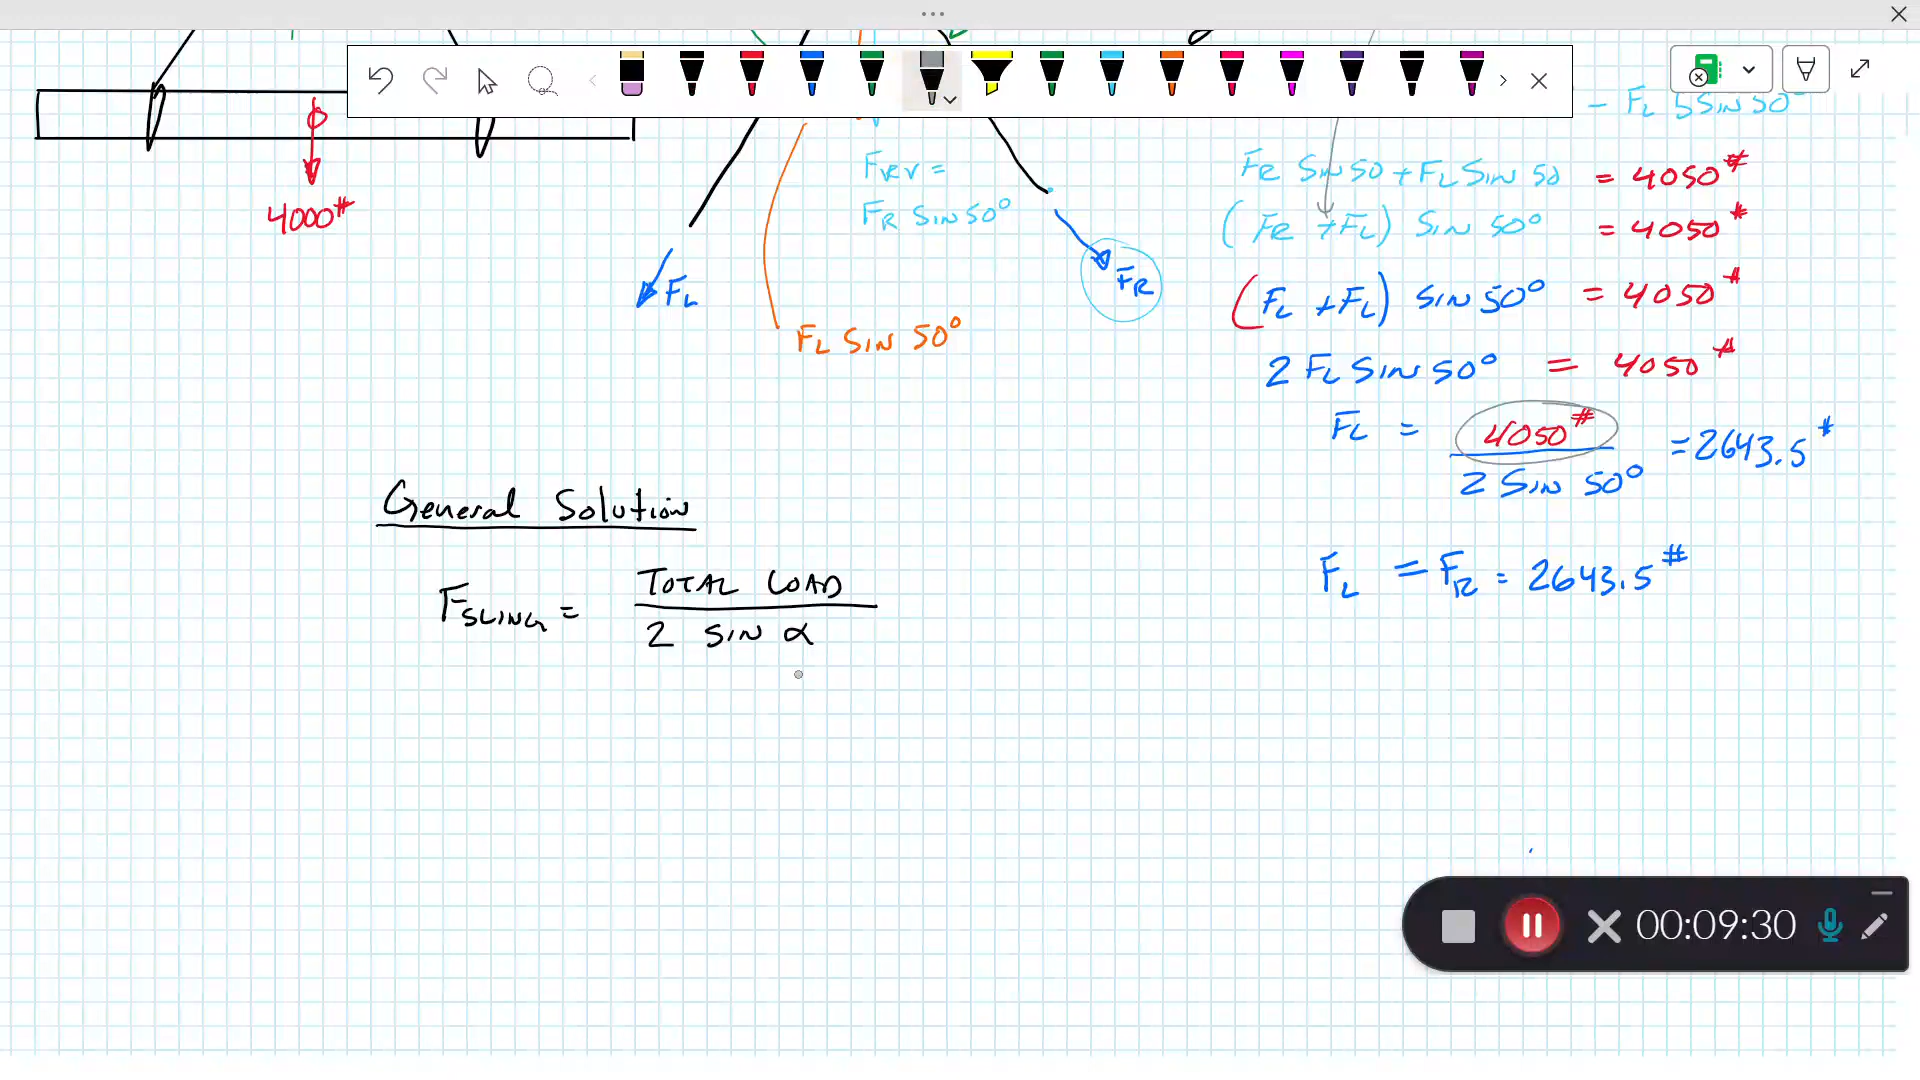 - FL SSin 50°
4000#
FVRV =
FR Sin 50°
FL
FR
FL Sin 50°
FR Sin 50 + FL Sin 50 = 4050#
(FR + FL) Sin 50° = 4050#
(FL + FL) Sin 50° = 4050#
2 FL Sin 50° = 4050#
FL = 4050# / 2 Sin 50° = 2643.5#
FL = FR = 2643.5#
General Solution
FSLING = TOTAL LOAD / 2 SIN α
00:09:30